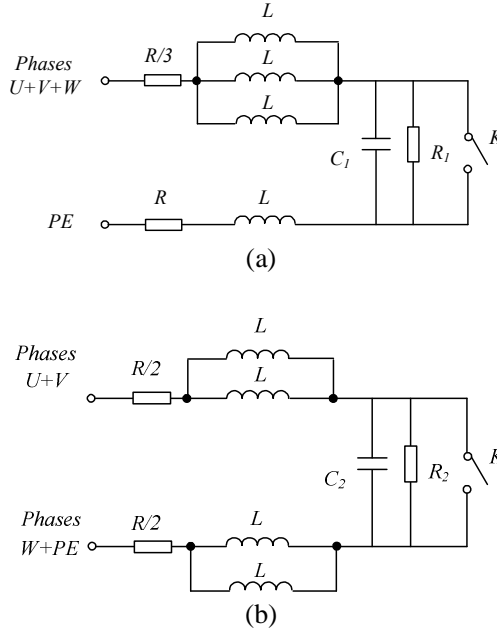 L
Phases
U+V+W
R/3
L
L
C1
R1
K
PE
R
L
(a)
L
Phases
U+V
R/2
L
C2
R2
K
Phases
W+PE
R/2
L
L
(b)